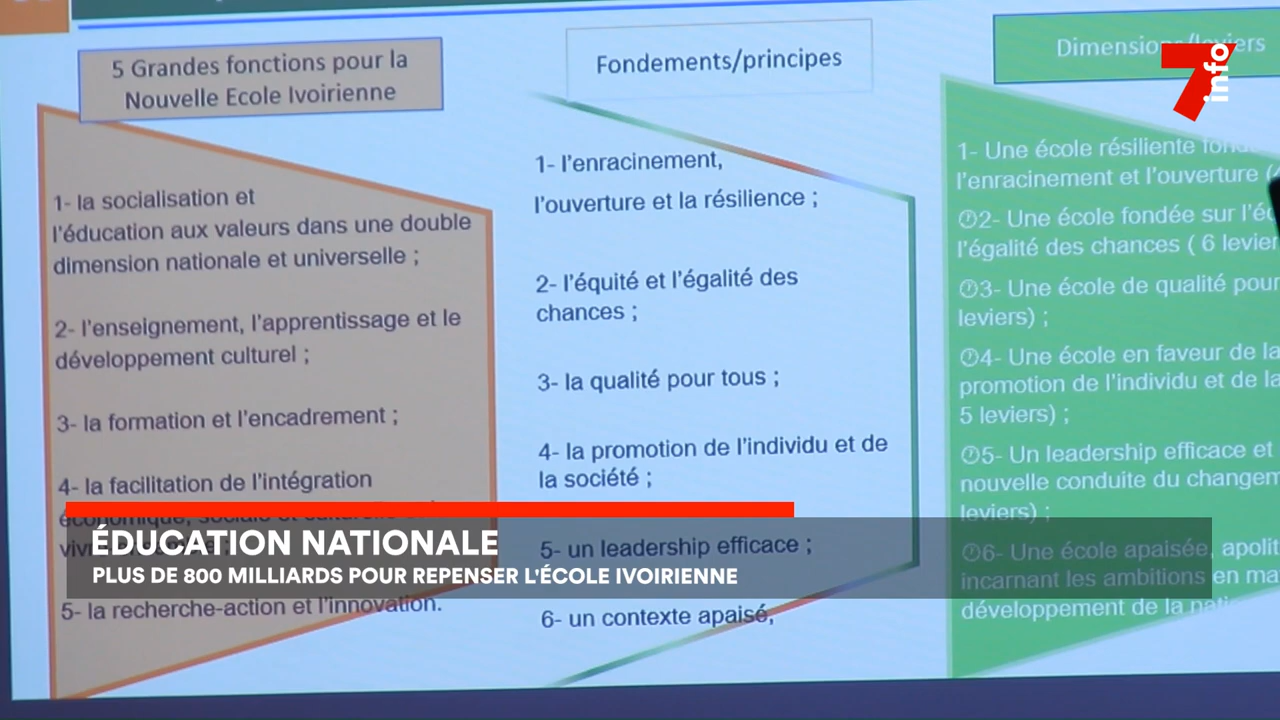 5 Grandes fonctions pour la
Nouvelle Ecole Ivoirienne
1- la socialisation et
l'éducation aux valeurs dans une double
dimension nationale et universelle ;
2- l'enseignement, l'apprentissage et le
développement culturel ;
3- la formation et l'encadrement ;
4- la facilitation de l'intégration
économique, sociale et culturelle
5- la recherche-action et l'innovation.
Fondements/principes
1- l'enracinement,
l'ouverture et la résilience ;
2- l'équité et l'égalité des
chances ;
3- la qualité pour tous ;
4- la promotion de l'individu et de
la société ;
5- un leadership efficace ;
6- un contexte apaisé,
Dimensions/leviers
1- Une école résiliente
l'enracinement et l'ouverture
2- Une école fondée sur
l'égalité des chances ( 6
3- Une école de qualité pour
leviers) ;
4- Une école en faveur de la
promotion de l'individu et de la
5 leviers) ;
5- Un leadership efficace et
nouvelle conduite du
leviers) ;
6- Une école apaisée,
incarnant les ambitions en
développement de la
7info
ÉDUCATION NATIONALE
PLUS DE 800 MILLIARDS POUR REPENSER L'ÉCOLE IVOIRIENNE